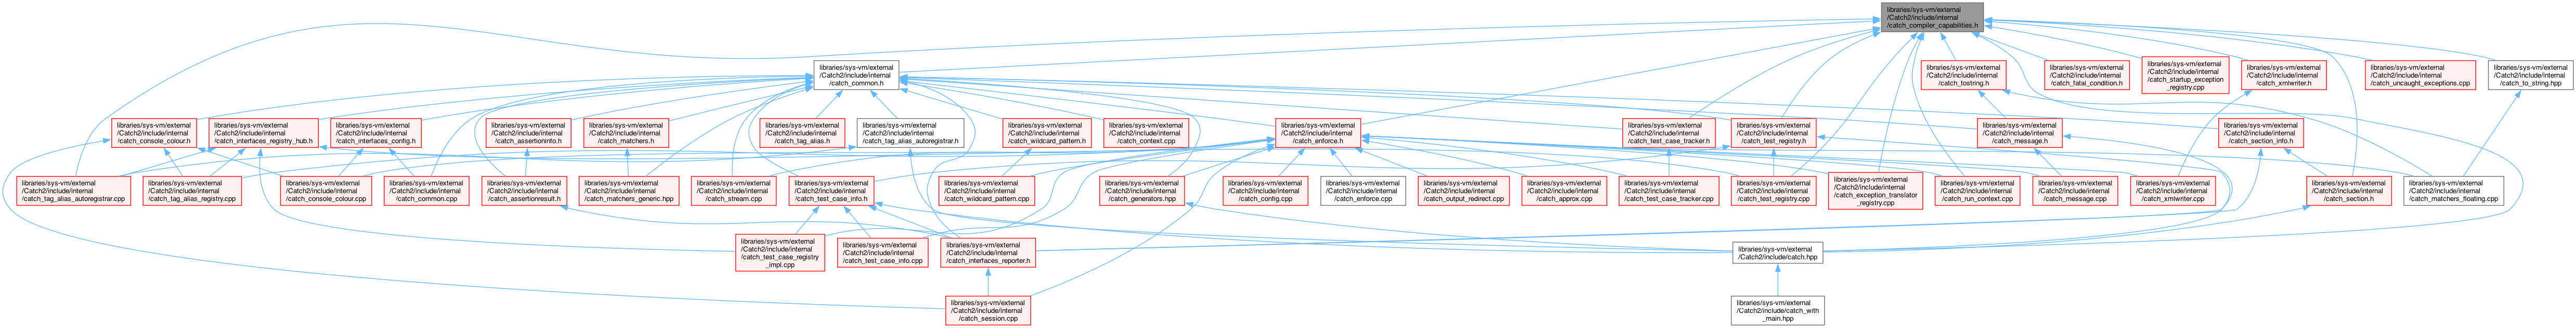 libraries/sys-vm/external
/Catch2/include/internal
/catch_compiler_capabilities.h
libraries/sys-vm/external
/Catch2/include/internal
/catch_common.h
libraries/sys-vm/external
/Catch2/include/internal
/catch_tostring.h
libraries/sys-vm/external
/Catch2/include/internal
/catch_fatal_condition.h
libraries/sys-vm/external
/Catch2/include/internal
/catch_startup_exception
_registry.cpp
libraries/sys-vm/external
/Catch2/include/internal
/catch_xmlwriter.h
libraries/sys-vm/external
/Catch2/include/internal
/catch_uncaught_exceptions.cpp
libraries/sys-vm/external
/Catch2/include/internal
/catch_to_string.hpp
libraries/sys-vm/external
/Catch2/include/internal
/catch_console_colour.h
libraries/sys-vm/external
/Catch2/include/internal
/catch_interfaces_registry_hub.h
libraries/sys-vm/external
/Catch2/include/internal
/catch_interfaces_config.h
libraries/sys-vm/external
/Catch2/include/internal
/catch_assertioninfo.h
libraries/sys-vm/external
/Catch2/include/internal
/catch_matchers.h
libraries/sys-vm/external
/Catch2/include/internal
/catch_tag_alias.h
libraries/sys-vm/external
/Catch2/include/internal
/catch_tag_alias_autoregistrar.h
libraries/sys-vm/external
/Catch2/include/internal
/catch_wildcard_pattern.h
libraries/sys-vm/external
/Catch2/include/internal
/catch_context.cpp
libraries/sys-vm/external
/Catch2/include/internal
/catch_enforce.h
libraries/sys-vm/external
/Catch2/include/internal
/catch_test_case_tracker.h
libraries/sys-vm/external
/Catch2/include/internal
/catch_test_registry.h
libraries/sys-vm/external
/Catch2/include/internal
/catch_message.h
libraries/sys-vm/external
/Catch2/include/internal
/catch_section_info.h
libraries/sys-vm/external
/Catch2/include/internal
/catch_tag_alias_autoregistrar.cpp
libraries/sys-vm/external
/Catch2/include/internal
/catch_tag_alias_registry.cpp
libraries/sys-vm/external
/Catch2/include/internal
/catch_console_colour.cpp
libraries/sys-vm/external
/Catch2/include/internal
/catch_common.cpp
libraries/sys-vm/external
/Catch2/include/internal
/catch_assertionresult.h
libraries/sys-vm/external
/Catch2/include/internal
/catch_matchers_generic.hpp
libraries/sys-vm/external
/Catch2/include/internal
/catch_stream.cpp
libraries/sys-vm/external
/Catch2/include/internal
/catch_test_case_info.h
libraries/sys-vm/external
/Catch2/include/internal
/catch_wildcard_pattern.cpp
libraries/sys-vm/external
/Catch2/include/internal
/catch_generators.hpp
libraries/sys-vm/external
/Catch2/include/internal
/catch_config.cpp
libraries/sys-vm/external
/Catch2/include/internal
/catch_enforce.cpp
libraries/sys-vm/external
/Catch2/include/internal
/catch_output_redirect.cpp
libraries/sys-vm/external
/Catch2/include/internal
/catch_approx.cpp
libraries/sys-vm/external
/Catch2/include/internal
/catch_test_case_tracker.cpp
libraries/sys-vm/external
/Catch2/include/internal
/catch_test_registry.cpp
libraries/sys-vm/external
/Catch2/include/internal
/catch_exception_translator
_registry.cpp
libraries/sys-vm/external
/Catch2/include/internal
/catch_run_context.cpp
libraries/sys-vm/external
/Catch2/include/internal
/catch_message.cpp
libraries/sys-vm/external
/Catch2/include/internal
/catch_xmlwriter.cpp
libraries/sys-vm/external
/Catch2/include/internal
/catch_section.h
libraries/sys-vm/external
/Catch2/include/internal
/catch_matchers_floating.cpp
libraries/sys-vm/external
/Catch2/include/internal
/catch_test_case_registry
_impl.cpp
libraries/sys-vm/external
/Catch2/include/internal
/catch_test_case_info.cpp
libraries/sys-vm/external
/Catch2/include/internal
/catch_interfaces_reporter.h
libraries/sys-vm/external
/Catch2/include/catch.hpp
libraries/sys-vm/external
/Catch2/include/internal
/catch_session.cpp
libraries/sys-vm/external
/Catch2/include/catch_with
_main.hpp